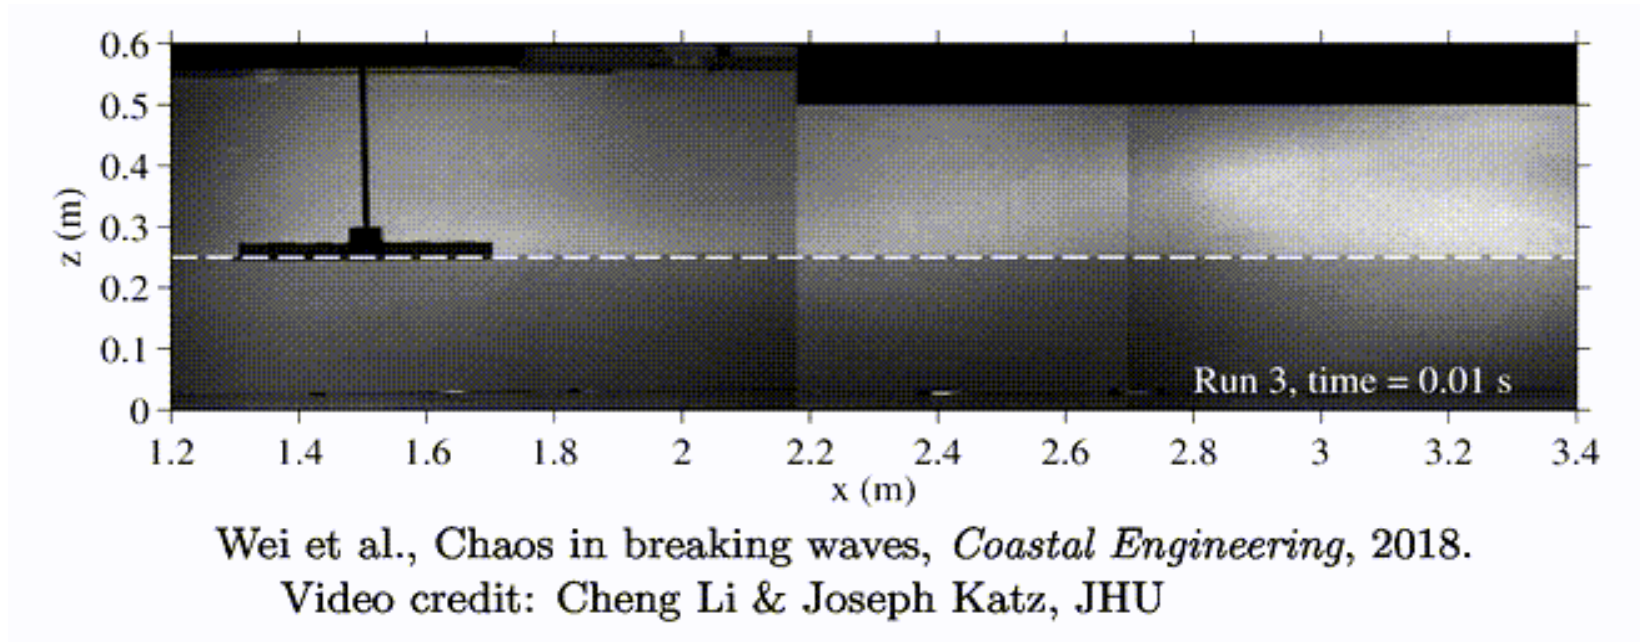 0.6
0.5
0.4
0.3
0.2
0.1
0
z (m)
Run 3, time = 0.01 s
1.2 1.4 1.6 1.8 2 2.2 2.4 2.6 2.8 3 3.2 3.4
x (m)
Wei et al., Chaos in breaking waves, Coastal Engineering, 2018.
Video credit: Cheng Li & Joseph Katz, JHU